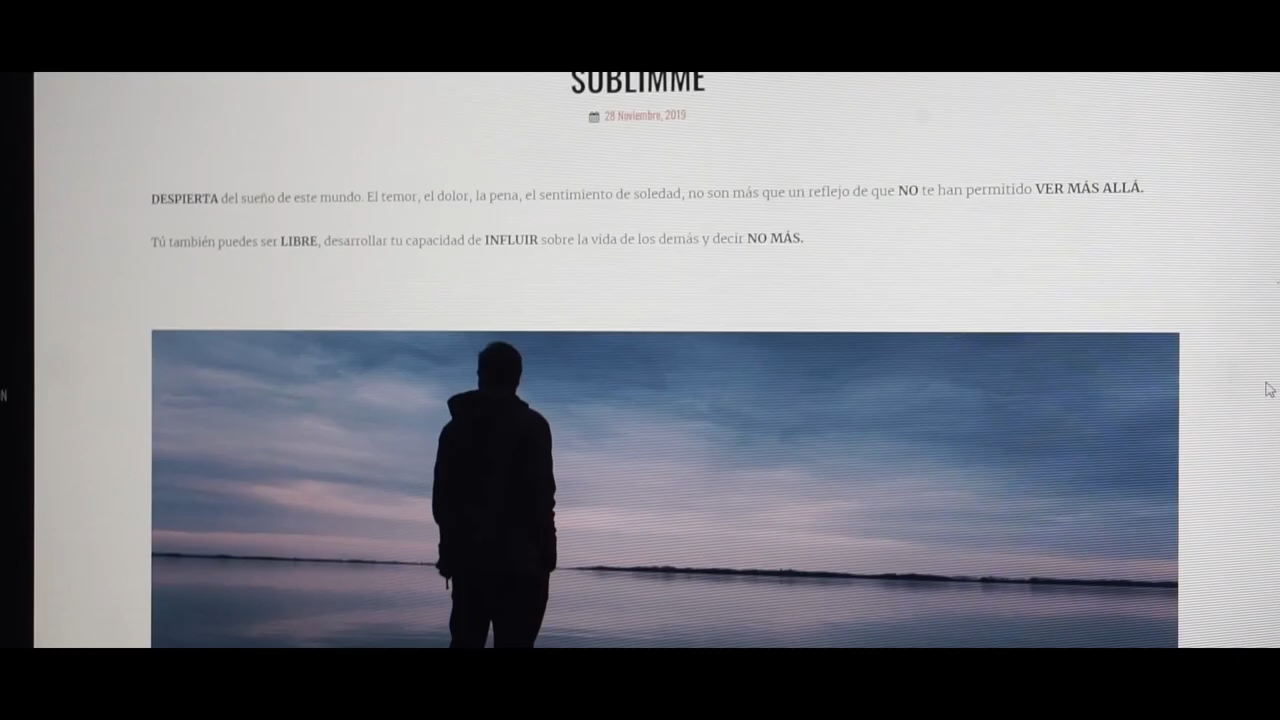 SUBLIMME
28 Noviembre, 2019
DESPIERTA del sueño de este mundo. El temor, el dolor, la pena, el sentimiento de soledad, no son más que un reflejo de que NO te han permitido VER MÁS ALLÁ.
Tú también puedes ser LIBRE, desarrollar tu capacidad de INFLUIR sobre la vida de los demás y decir NO MÁS.
N